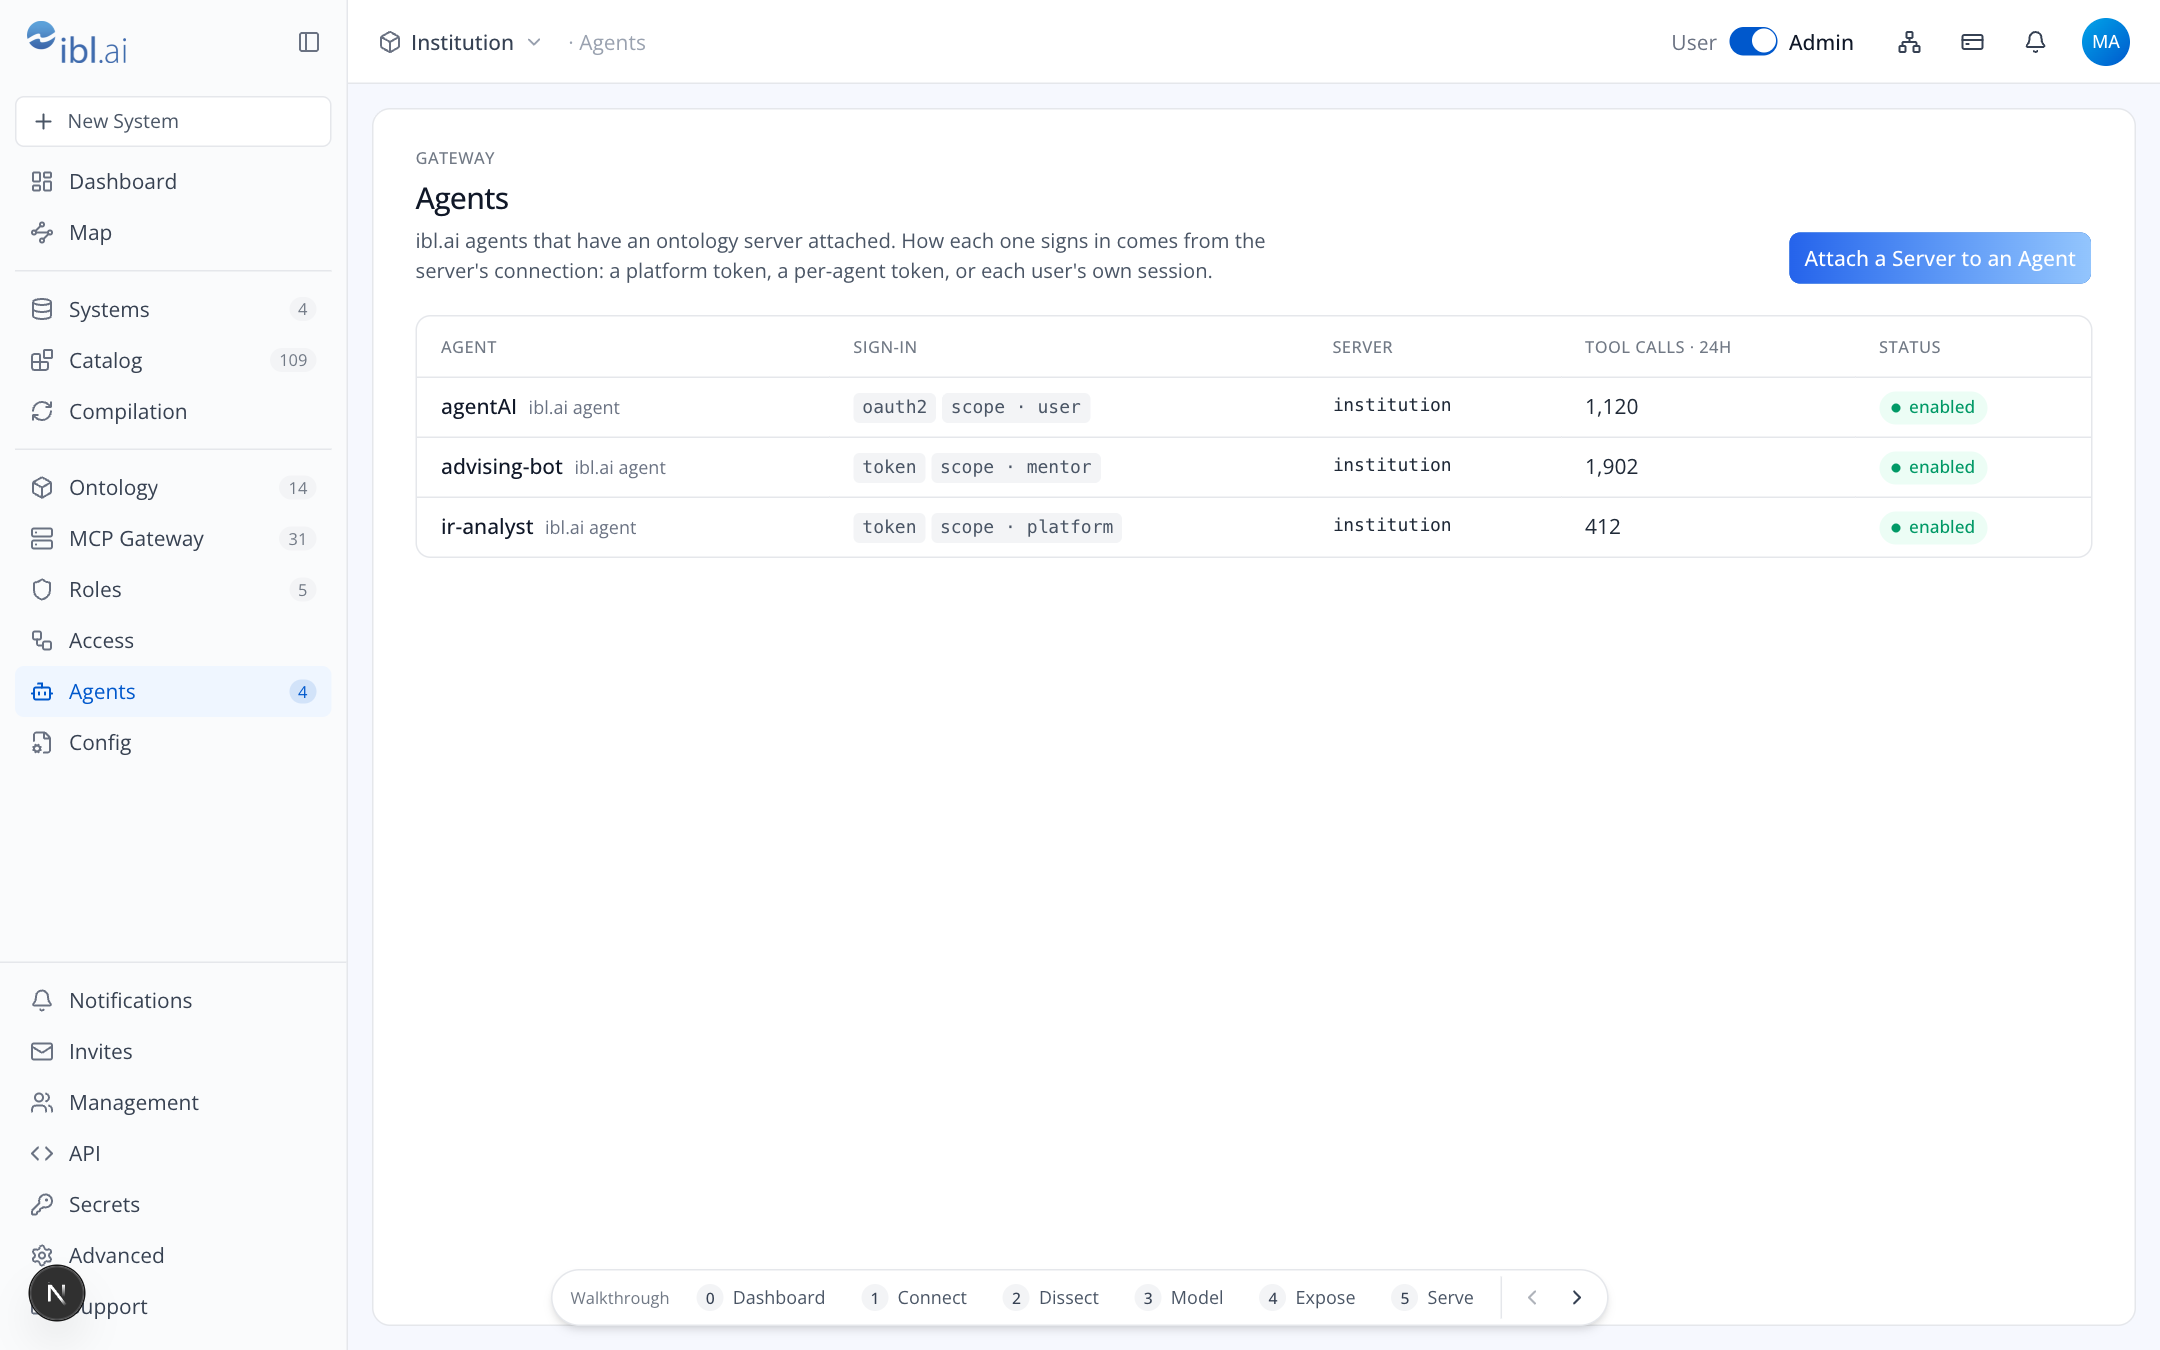 ibl.ai
New System
Dashboard
Map
Systems 4
Catalog 109
Compilation
Ontology 14
MCP Gateway 31
Roles 5
Access
Agents 4
Config
Notifications
Invites
Management
API
Secrets
Advanced
N upport
Institution · Agents
User Admin MA
GATEWAY
Agents
ibl.ai agents that have an ontology server attached. How each one signs in comes from the
server's connection: a platform token, a per-agent token, or each user's own session.
Attach a Server to an Agent
AGENT SIGN-IN SERVER TOOL CALLS · 24H STATUS
agentAI ibl.ai agent oauth2 scope · user institution 1,120 enabled
advising-bot ibl.ai agent token scope · mentor institution 1,902 enabled
ir-analyst ibl.ai agent token scope · platform institution 412 enabled
Walkthrough 0 Dashboard 1 Connect 2 Dissect 3 Model 4 Expose 5 Serve